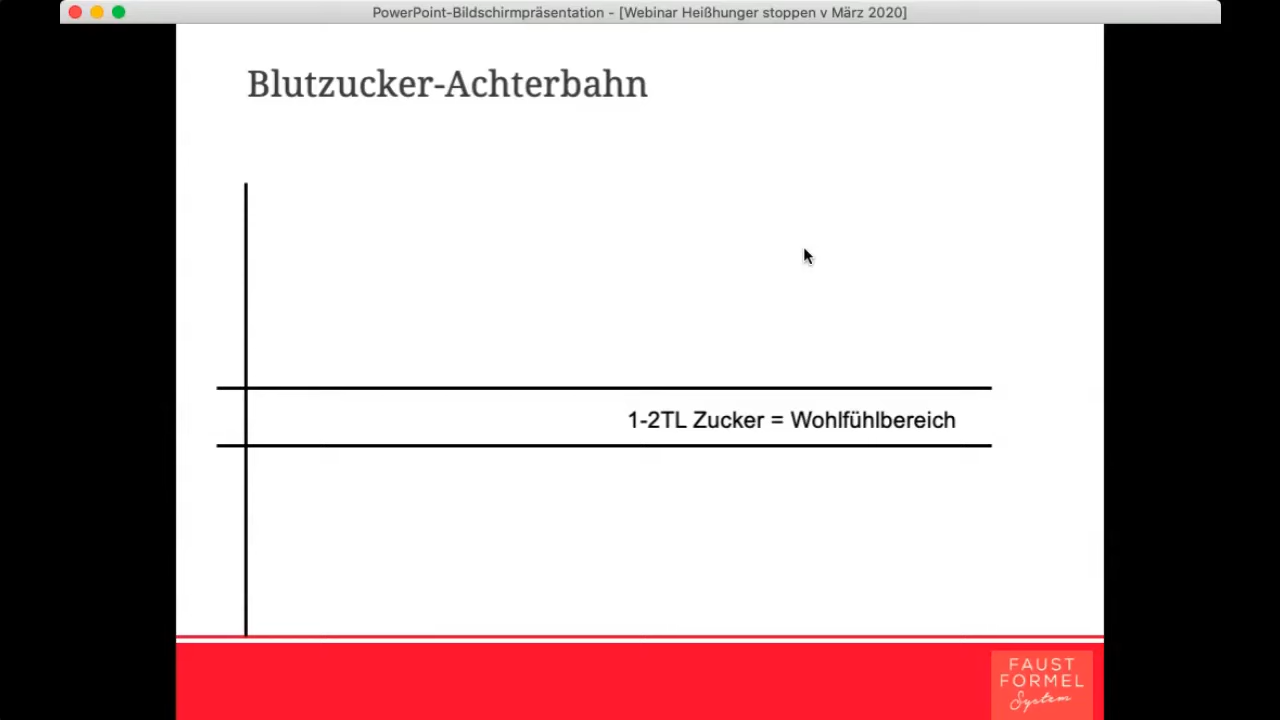 PowerPoint-Bildschirmpräsentation - [Webinar Heißhunger stoppen v März 2020]
Blutzucker-Achterbahn
1-2TL Zucker = Wohlfühlbereich
FAUST
FORMEL
System